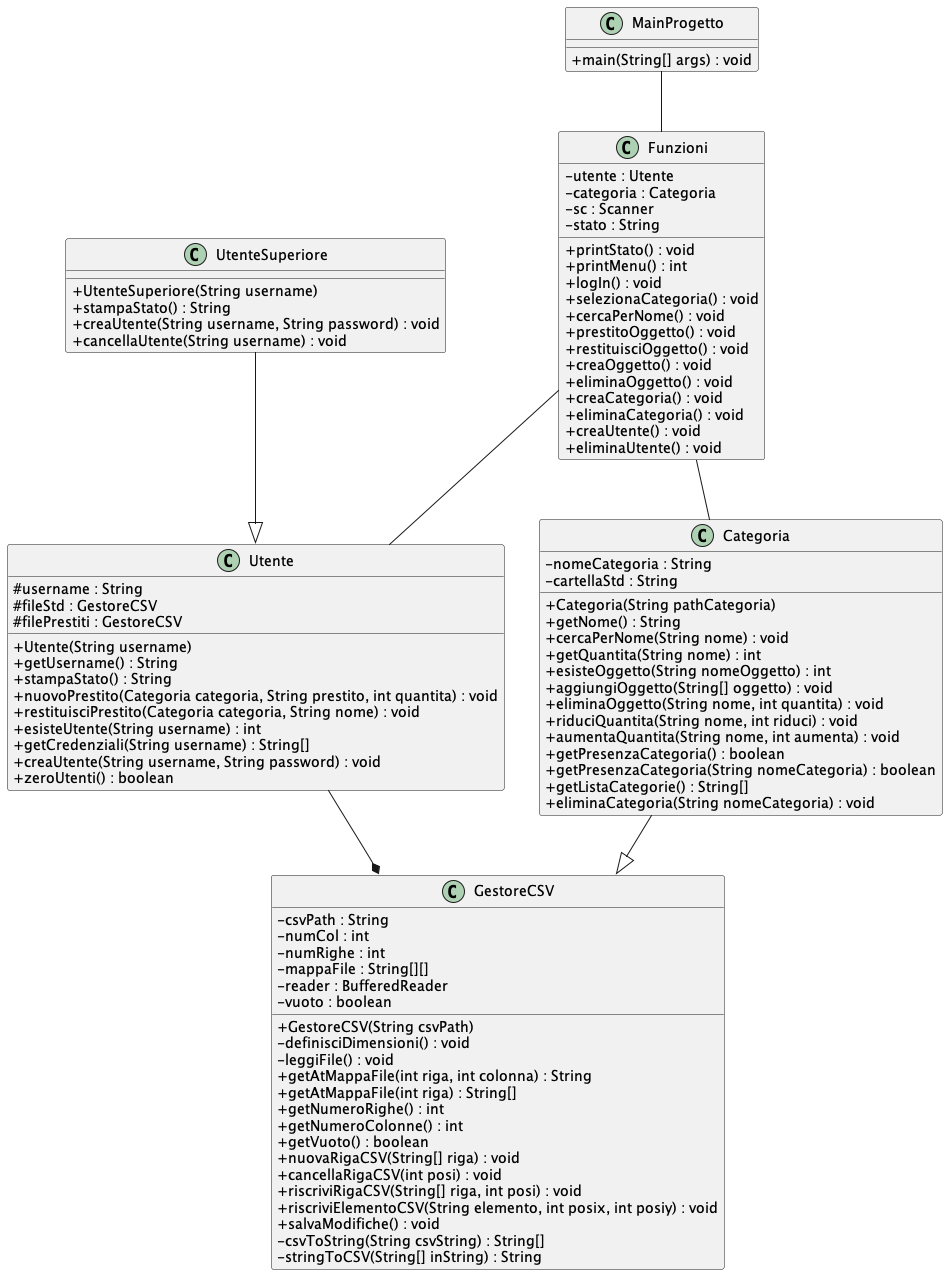 C MainProgetto
+main(String[] args) : void
C Funzioni
-utente : Utente
-categoria : Categoria
-sc : Scanner
-stato : String
+printStato() : void
+printMenu() : int
+logIn() : void
+selezionaCategoria() : void
+cercaPerNome() : void
+prestitoOggetto() : void
+restituisciOggetto() : void
+creaOggetto() : void
+eliminaOggetto() : void
+creaCategoria() : void
+eliminaCategoria() : void
+creaUtente() : void
+eliminaUtente() : void
C UtenteSuperiore
+UtenteSuperiore(String username)
+stampaStato() : String
+creaUtente(String username, String password) : void
+cancellaUtente(String username) : void
C Utente
#username : String
#fileStd : GestoreCSV
#filePrestiti : GestoreCSV
+Utente(String username)
+getUsername() : String
+stampaStato() : String
+nuovoPrestito(Categoria categoria, String prestito, int quantita) : void
+restituisciPrestito(Categoria categoria, String nome) : void
+esisteUtente(String username) : int
+getCredenziali(String username) : String[]
+creaUtente(String username, String password) : void
+zeroUtenti() : boolean
C Categoria
-nomeCategoria : String
-cartellaStd : String
+Categoria(String pathCategoria)
+getNome() : String
+cercaPerNome(String nome) : void
+getQuantita(String nome) : int
+esisteOggetto(String nomeOggetto) : int
+aggiungiOggetto(String[] oggetto) : void
+eliminaOggetto(String nome, int quantita) : void
+riduciQuantita(String nome, int riduci) : void
+aumentaQuantita(String nome, int aumenta) : void
+getPresenzaCategoria() : boolean
+getPresenzaCategoria(String nomeCategoria) : boolean
+getListaCategorie() : String[]
+eliminaCategoria(String nomeCategoria) : void
C GestoreCSV
-csvPath : String
-numCol : int
-numRighe : int
-mappaFile : String[][]
-reader : BufferedReader
-vuoto : boolean
+GestoreCSV(String csvPath)
-definisciDimensioni() : void
-leggiFile() : void
+getAtMappaFile(int riga, int colonna) : String
+getAtMappaFile(int riga) : String[]
+getNumeroRighe() : int
+getNumeroColonne() : int
+getVuoto() : boolean
+nuovaRigaCSV(String[] riga) : void
+cancellaRigaCSV(int posi) : void
+riscriviRigaCSV(String[] riga, int posi) : void
+riscriviElementoCSV(String elemento, int posix, int posiy) : void
+salvaModifiche() : void
-csvToString(String csvString) : String[]
-stringToCSV(String[] inString) : String